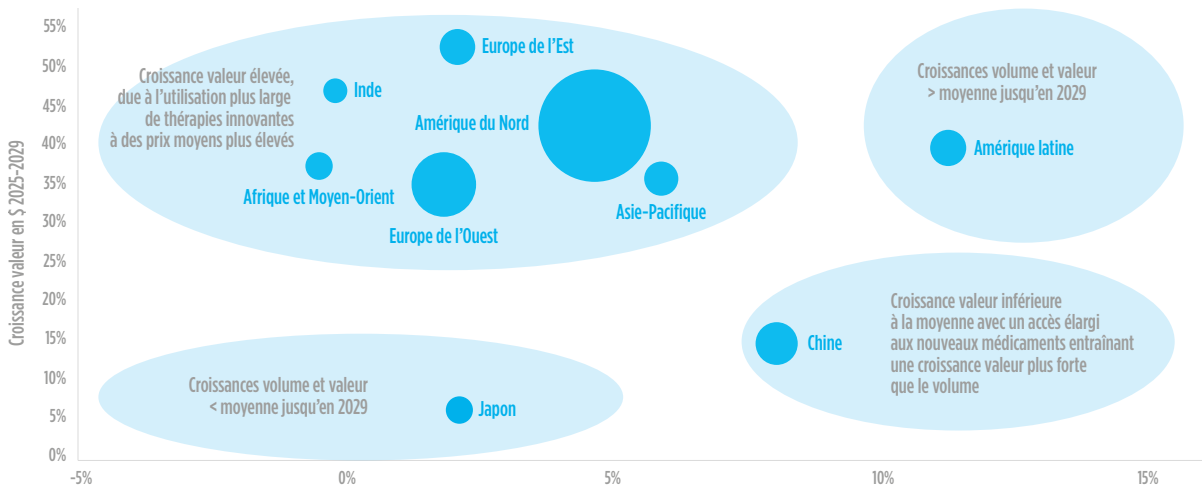 Croissance valeur en $ 2025-2029
55%
50%
45%
40%
35%
30%
25%
20%
15%
10%
5%
0%
-5%
0%
5%
10%
15%
Croissance valeur élevée,
due à l'utilisation plus large
de thérapies innovantes
à des prix moyens plus élevés
Europe de l'Est
Inde
Amérique du Nord
Afrique et Moyen-Orient
Europe de l'Ouest
Asie-Pacifique
Croissances volume et valeur
> moyenne jusqu'en 2029
Amérique latine
Croissances volume et valeur
< moyenne jusqu'en 2029
Japon
Chine
Croissance valeur inférieure
à la moyenne avec un accès élargi
aux nouveaux médicaments entraînant
une croissance valeur plus forte
que le volume